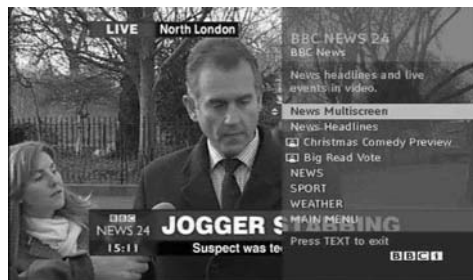 LIVE North London
BBC NEWS 24
BBC News
News headlines and live
events in video.
News Multiscreen
News Headlines
Christmas Comedy Preview
Big Read Vote
NEWS
SPORT
WEATHER
MAIN MENU
Press TEXT to exit
BBCi
BBC
NEWS 24
15:11
JOGGER STABBING
Suspect was